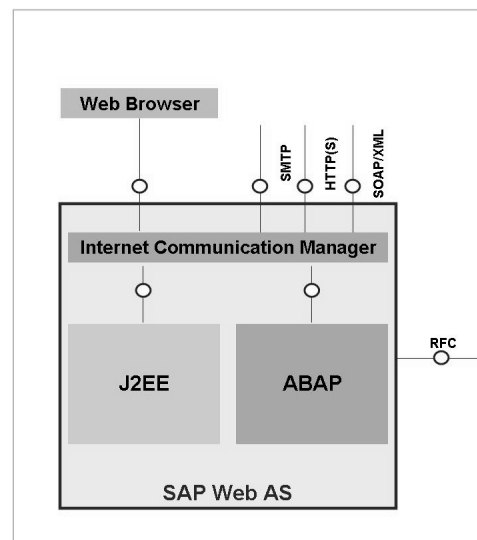 Web Browser
SMTP
HTTP(S)
SOAP/XML
Internet Communication Manager
RFC
J2EE
ABAP
SAP Web AS